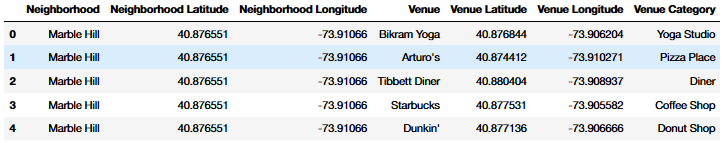 Neighborhood Neighborhood Latitude Neighborhood Longitude Venue Venue Latitude Venue Longitude Venue Category
0 Marble Hill 40.876551 -73.91066 Bikram Yoga 40.876844 -73.906204 Yoga Studio
1 Marble Hill 40.876551 -73.91066 Arturo's 40.874412 -73.910271 Pizza Place
2 Marble Hill 40.876551 -73.91066 Tibbett Diner 40.880404 -73.908937 Diner
3 Marble Hill 40.876551 -73.91066 Starbucks 40.877531 -73.905582 Coffee Shop
4 Marble Hill 40.876551 -73.91066 Dunkin' 40.877136 -73.906666 Donut Shop